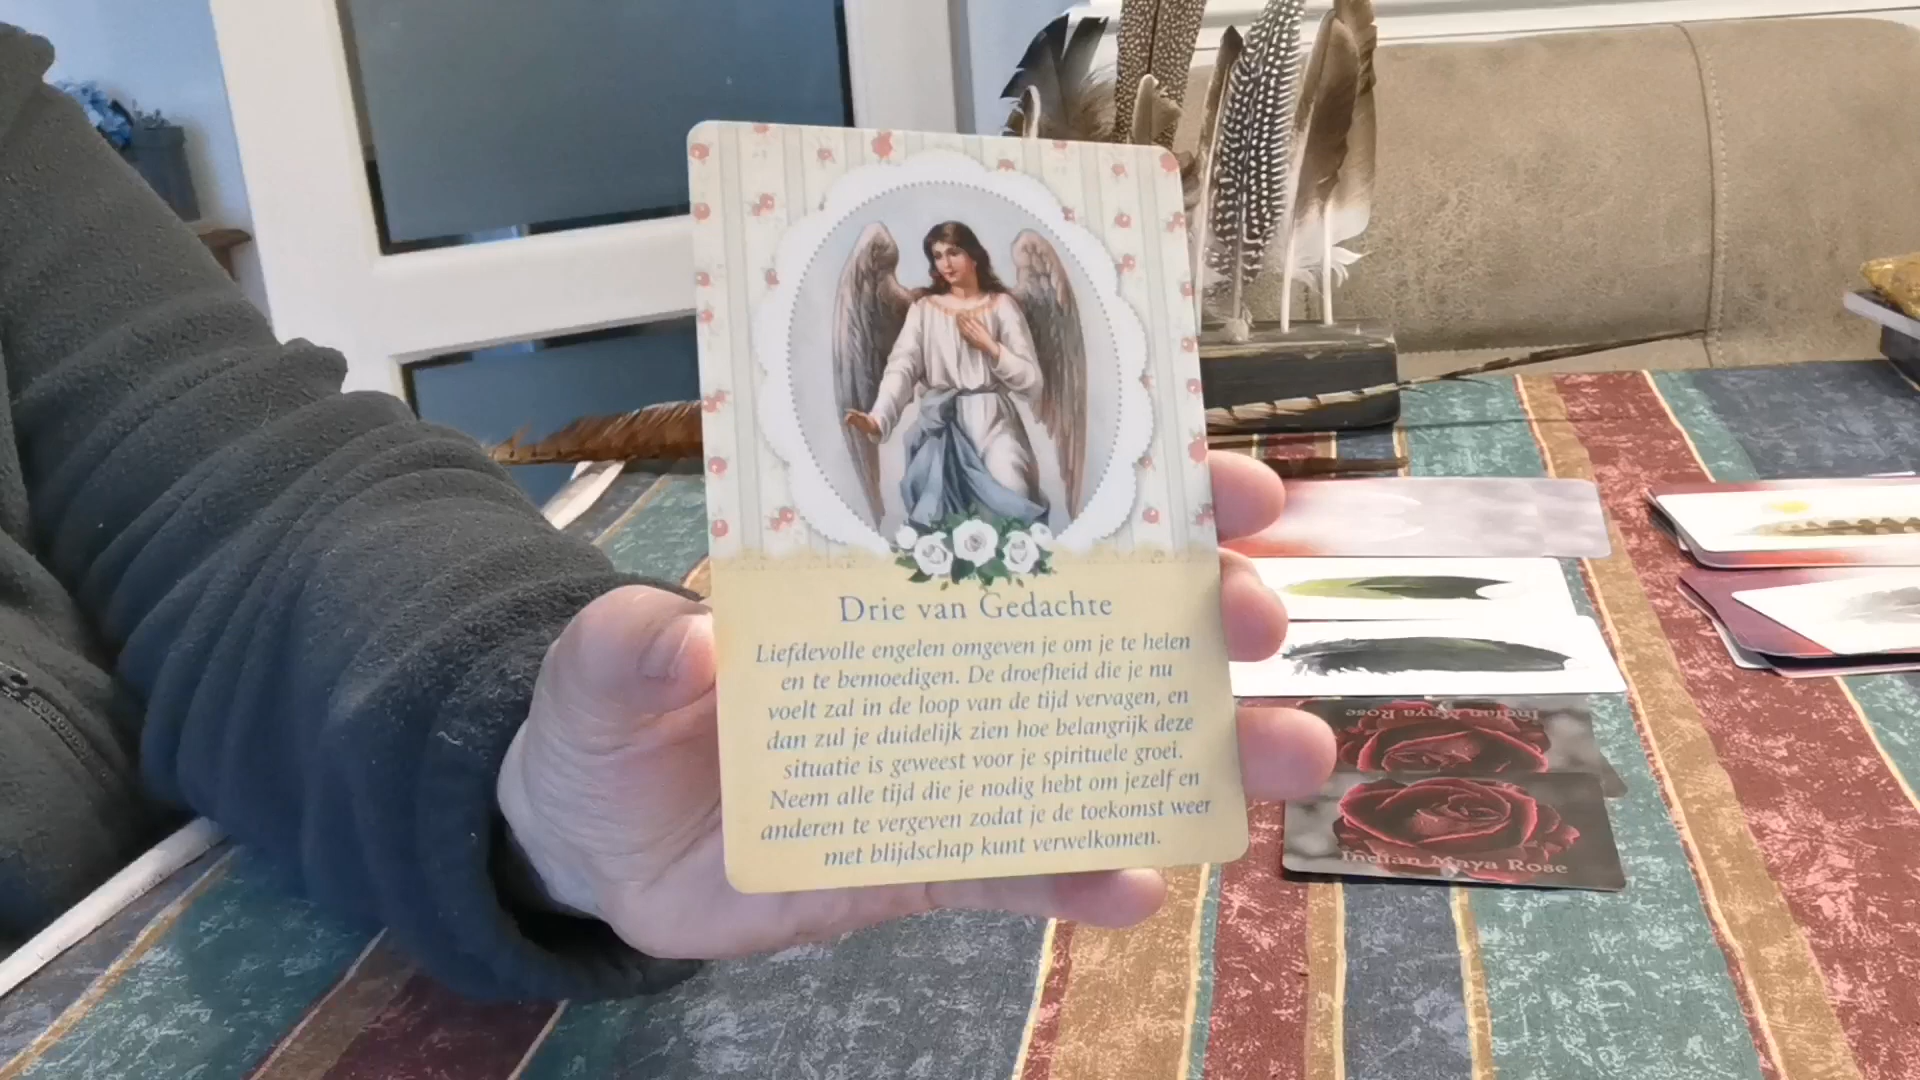 Drie van Gedachte
Liefdevolle engelen omgeven je om je te helen
en te bemoedigen. De droefheid die je nu
voelt zal in de loop van de tijd vervagen, en
dan zul je duidelijk zien hoe belangrijk deze
situatie is geweest voor je spirituele groei.
Neem alle tijd die je nodig hebt om jezelf en
anderen te vergeven zodat je de toekomst weer
met blijdschap kunt verwelkomen.
Indian Maya Rose
Indian Maya Rose